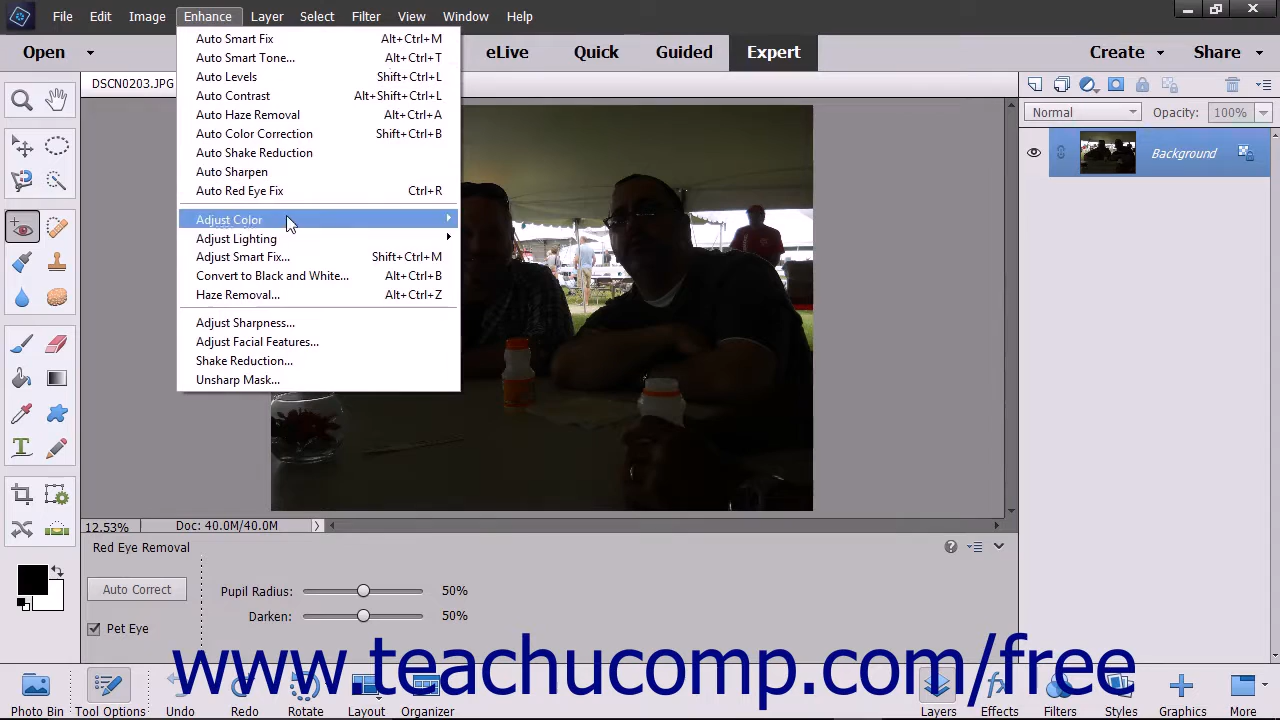 File Edit Image Enhance Layer Select Filter View Window Help
Open eLive Quick Guided Expert Create Share
DSCN0203.JPG
Auto Smart Fix Alt+Ctrl+M
Auto Smart Tone... Alt+Ctrl+T
Auto Levels Shift+Ctrl+L
Auto Contrast Alt+Shift+Ctrl+L
Auto Haze Removal Alt+Ctrl+A
Auto Color Correction Shift+Ctrl+B
Auto Shake Reduction
Auto Sharpen
Auto Red Eye Fix Ctrl+R
Adjust Color
Adjust Lighting
Adjust Smart Fix... Shift+Ctrl+M
Convert to Black and White... Alt+Ctrl+B
Haze Removal... Alt+Ctrl+Z
Adjust Sharpness...
Adjust Facial Features...
Shake Reduction...
Unsharp Mask...
Normal Opacity: 100%
Background
12.53% Doc: 40.0M/40.0M
Red Eye Removal
Auto Correct Pupil Radius: 50%
Darken: 50%
Pet Eye
www.teachucomp.com/free
Photo Bin Tool Options Undo Redo Rotate Layout Organizer Layers Effects Filters Styles Graphics More